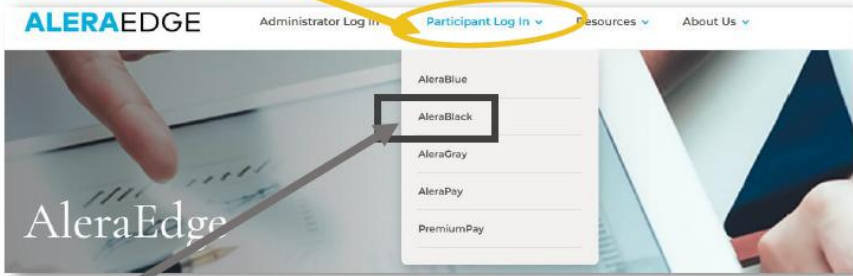 ALERAEDGE Administrator Log In Participant Log In Resources About Us
AleraBlue
AleraBlack
AleraGray
AleraPay
PremiumPay
AleraEdge